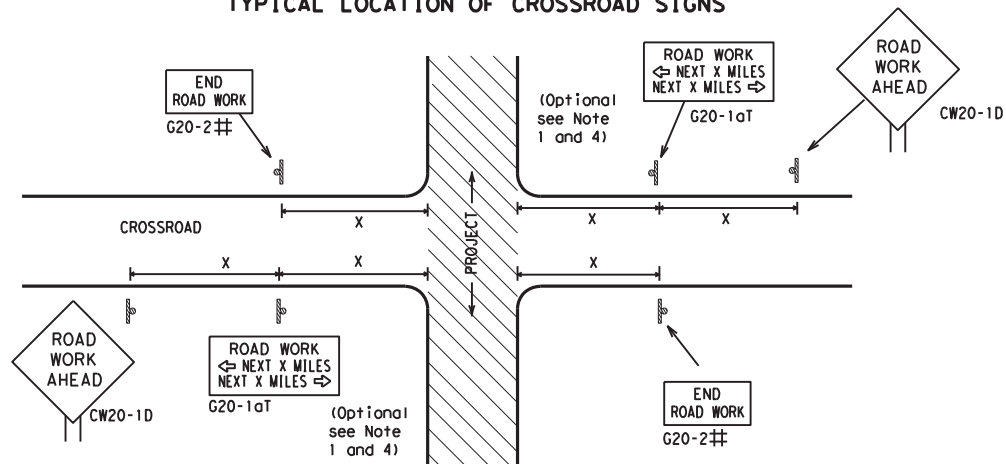 TYPICAL LOCATION OF CROSSROAD SIGNS
END
ROAD WORK
G20-2#
(Optional
see Note
1 and 4)
ROAD WORK
⇦ NEXT X MILES
NEXT X MILES ⇨
G20-1aT
ROAD
WORK
AHEAD
CW20-1D
X
X
X
CROSSROAD
PROJECT
X
X
X
ROAD
WORK
AHEAD
CW20-1D
ROAD WORK
⇦ NEXT X MILES
NEXT X MILES ⇨
G20-1aT
(Optional
see Note
1 and 4)
END
ROAD WORK
G20-2#